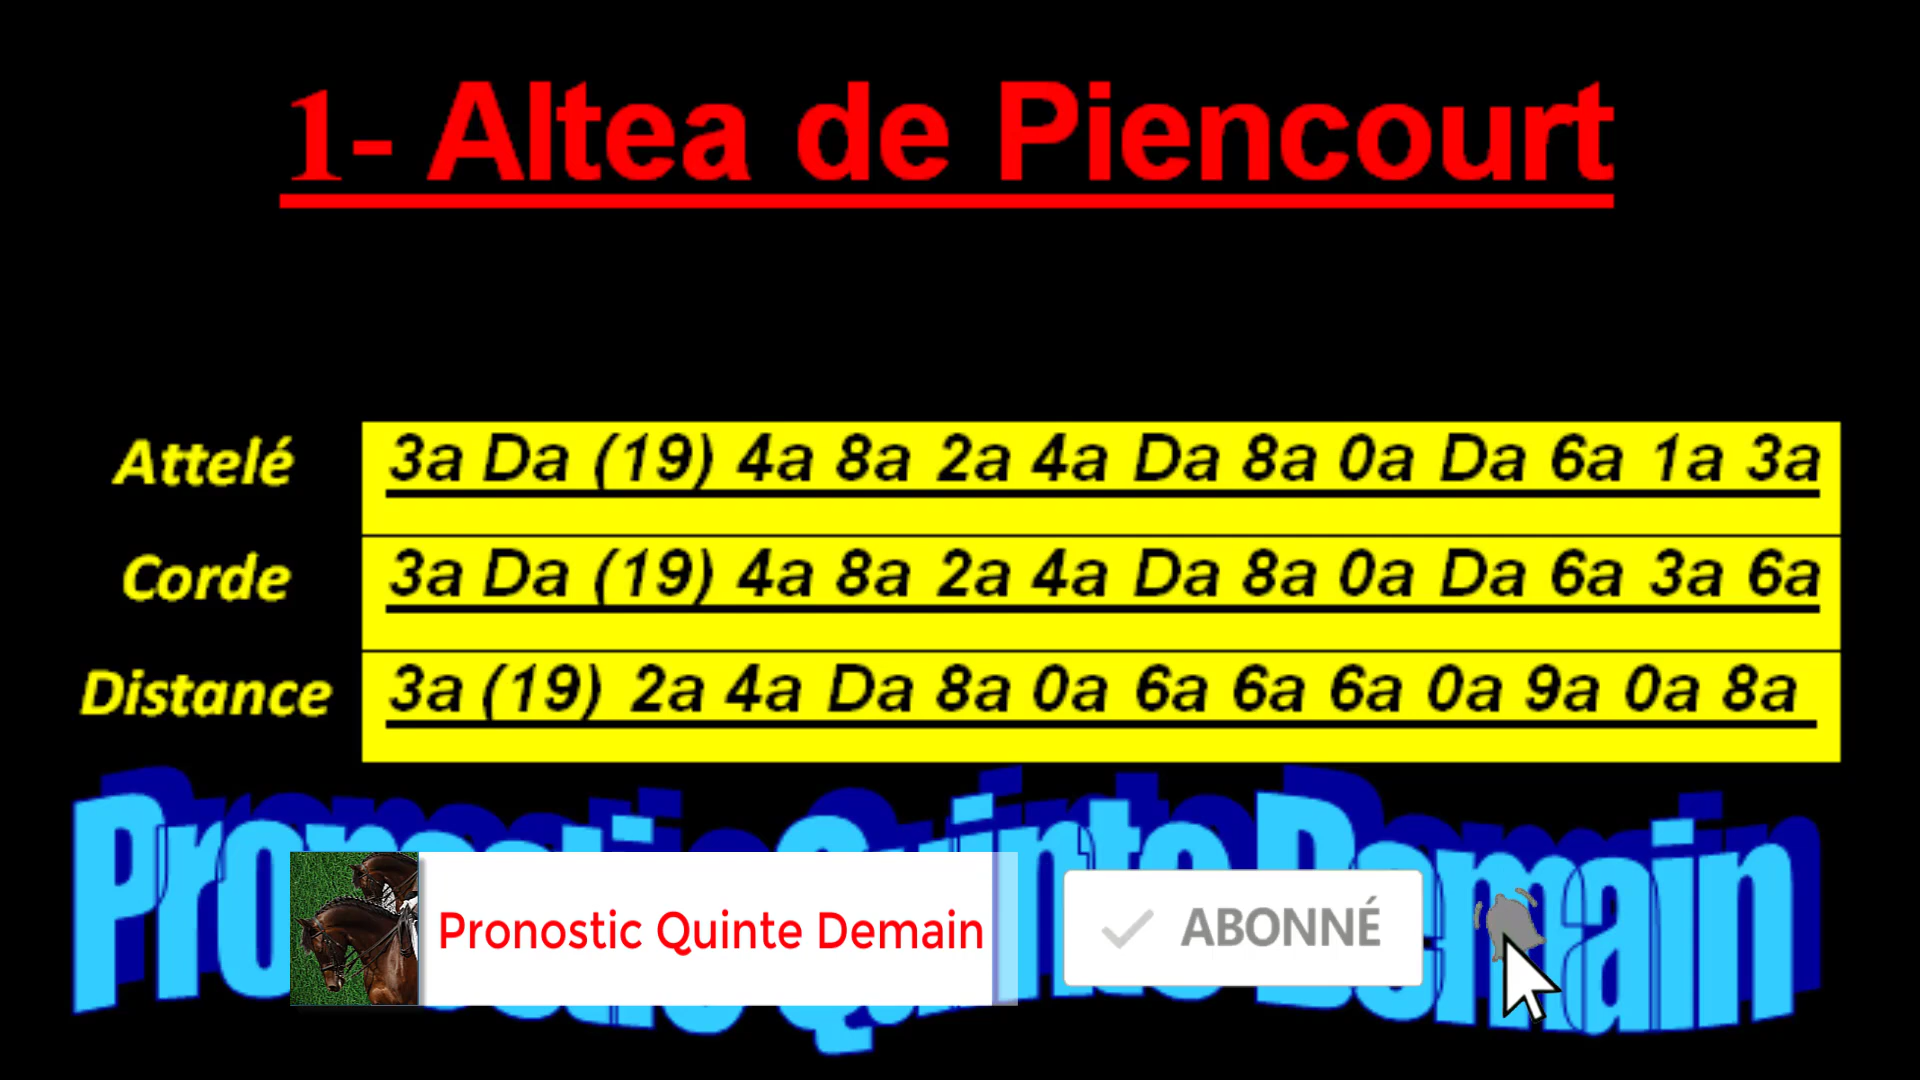 1- Altea de Piencourt
Attelé 3a Da (19) 4a 8a 2a 4a Da 8a 0a Da 6a 1a 3a
Corde 3a Da (19) 4a 8a 2a 4a Da 8a 0a Da 6a 3a 6a
Distance 3a (19) 2a 4a Da 8a 0a 6a 6a 6a 0a 9a 0a 8a
Pronostic Quinte Demain
Pronostic Quinte Demain
ABONNÉ